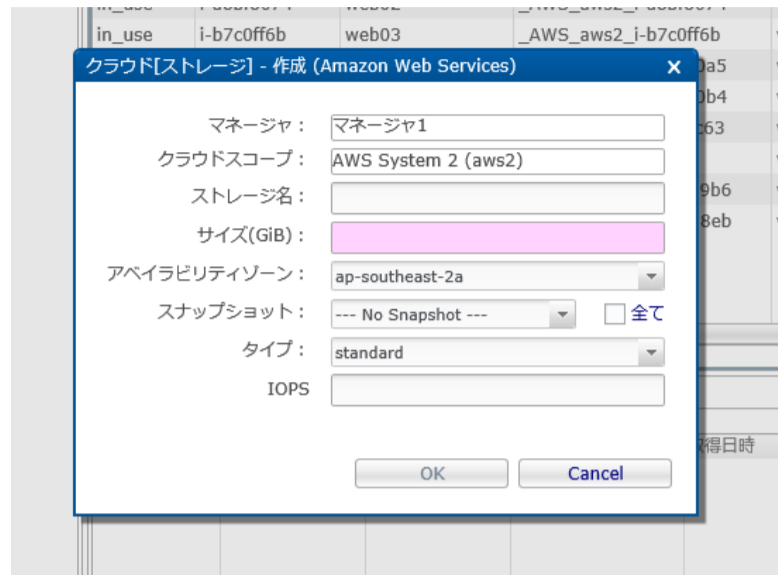 in_use i-b7c0ff6b web03 _AWS_aws2_i-b7c0ff6b
クラウド[ストレージ] - 作成 (Amazon Web Services) x
0a5
0b4
c63
9b6
8eb
マネージャ： マネージャ1
クラウドスコープ： AWS System 2 (aws2)
ストレージ名：
サイズ(GiB)：
アベイラビリティゾーン： ap-southeast-2a
スナップショット： --- No Snapshot --- 全て
タイプ： standard
IOPS
得日時
OK Cancel